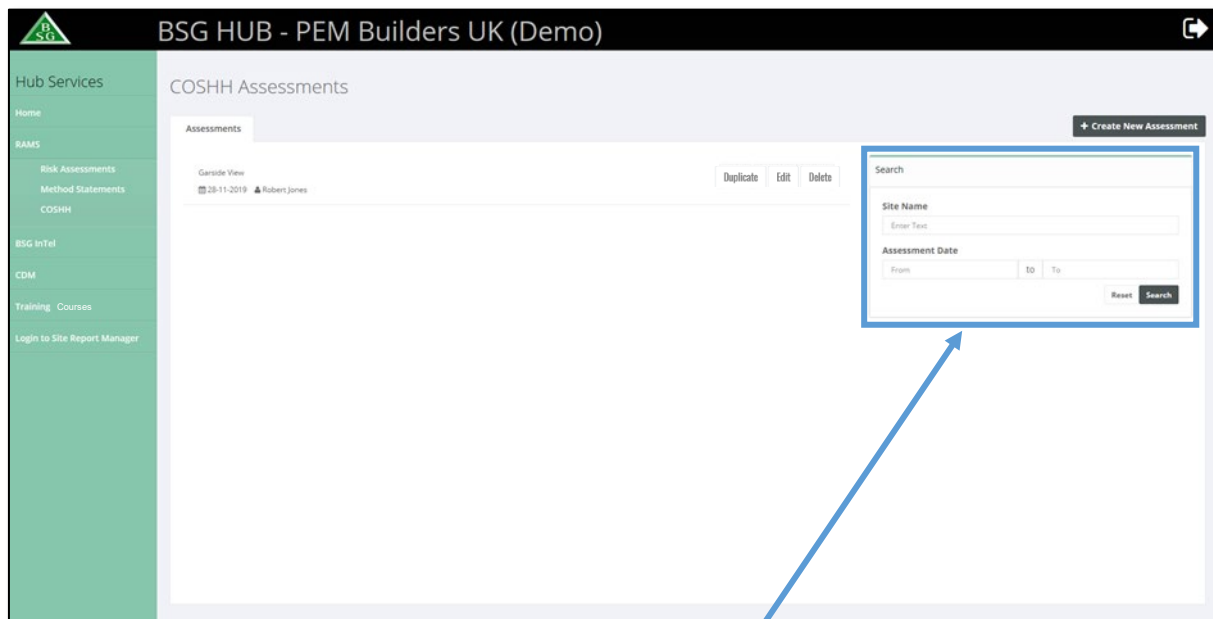 BSG
BSG HUB - PEM Builders UK (Demo)
Hub Services
Home
RAMS
Risk Assessments
Method Statements
COSHH
BSG InTel
CDM
Training Courses
Login to Site Report Manager
COSHH Assessments
Assessments
+ Create New Assessment
Garside View
28-11-2019 Robert Jones
Duplicate Edit Delete
Search
Site Name
Enter Text
Assessment Date
From to To
Reset Search